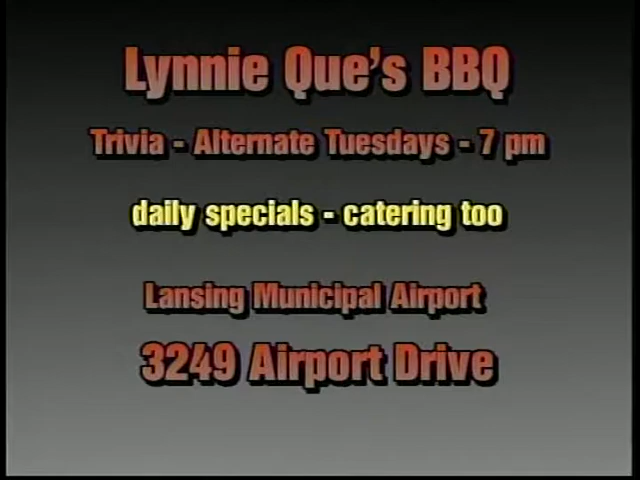 Lynnie Que's BBQ
Trivia - Alternate Tuesdays - 7 pm
daily specials - catering too
Lansing Municipal Airport
3249 Airport Drive